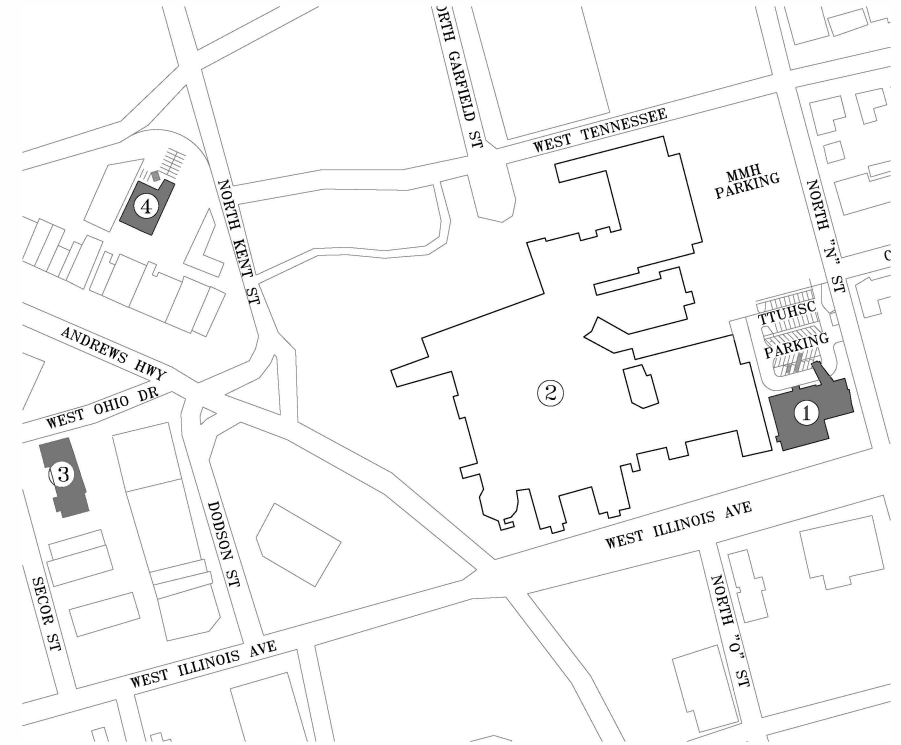 ORTH GARFIELD ST
WEST TENNESSEE
MMH
PARKING
4
NORTH KENT ST
NORTH "N" ST
TTUHSC
PARKING
ANDREWS HWY
2
1
WEST OHIO DR
3
DODSON ST
WEST ILLINOIS AVE
SECOR ST
NORTH "O" ST
WEST ILLINOIS AVE